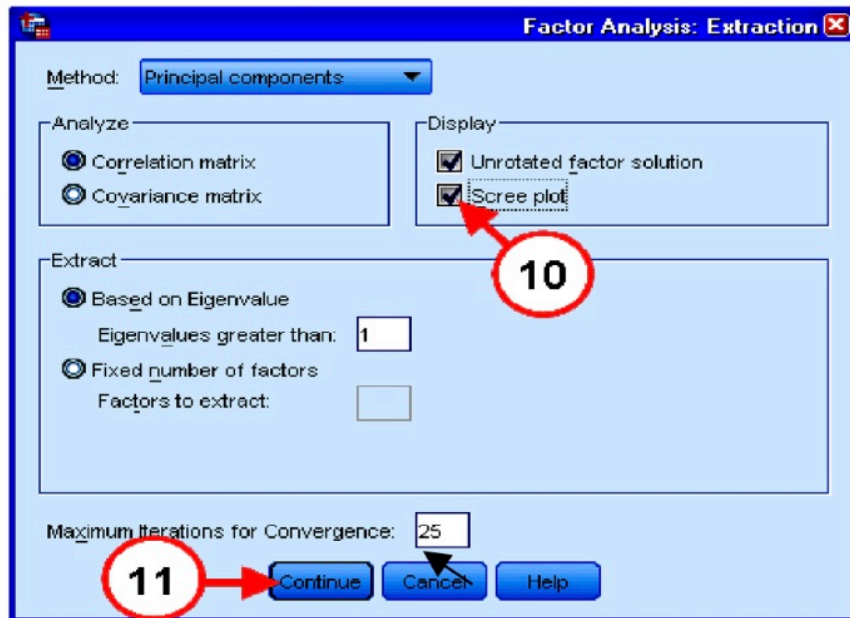 Factor Analysis: Extraction
Method: Principal components
Analyze
Correlation matrix
Covariance matrix
Display
Unrotated factor solution
Scree plot
10
Extract
Based on Eigenvalue
Eigenvalues greater than: 1
Fixed number of factors
Factors to extract:
Maximum Iterations for Convergence: 25
11
Continue Cancel Help